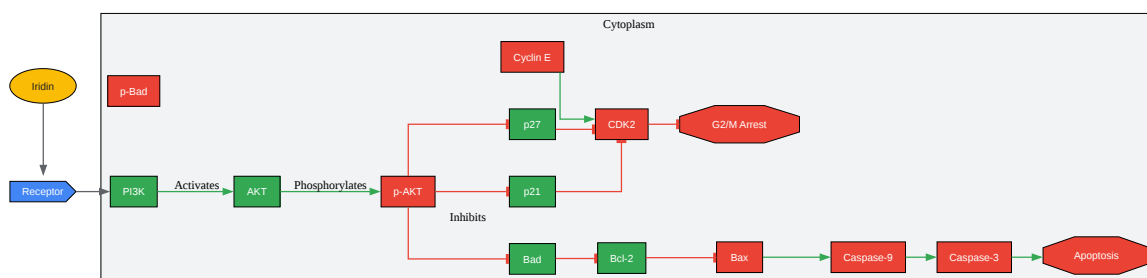 Cytoplasm
Cyclin E
Iridin
p-Bad
p27
CDK2
G2/M Arrest
Receptor
PI3K
Activates
AKT
Phosphorylates
p-AKT
p21
Inhibits
Bad
Bcl-2
Bax
Caspase-9
Caspase-3
Apoptosis